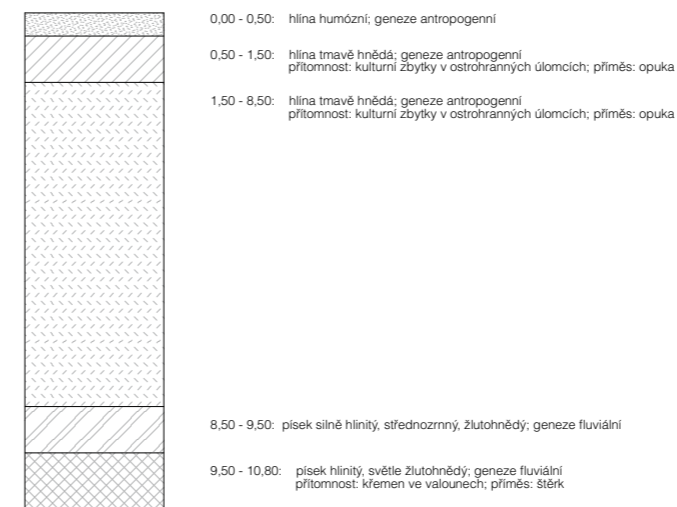 0,00 - 0,50: hlína humózní; geneze antropogenní
0,50 - 1,50: hlína tmavě hnědá; geneze antropogenní
přítomnost: kulturní zbytky v ostrohranných úlomcích; příměs: opuka
1,50 - 8,50: hlína tmavě hnědá; geneze antropogenní
přítomnost: kulturní zbytky v ostrohranných úlomcích; příměs: opuka
8,50 - 9,50: písek silně hlinitý, střednozrnný, žlutohnědý; geneze fluviální
9,50 - 10,80: písek hlinitý, světle žlutohnědý; geneze fluviální
přítomnost: křemen ve valounech; příměs: štěrk